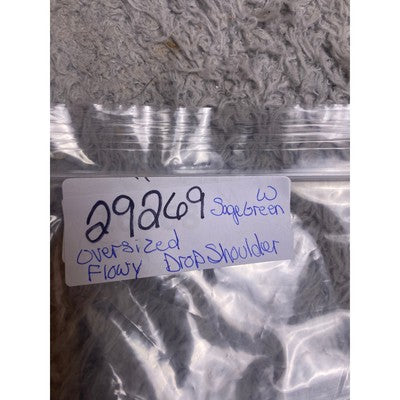 W
29269 Sage Green
oversized
Flowy Drop Shoulder